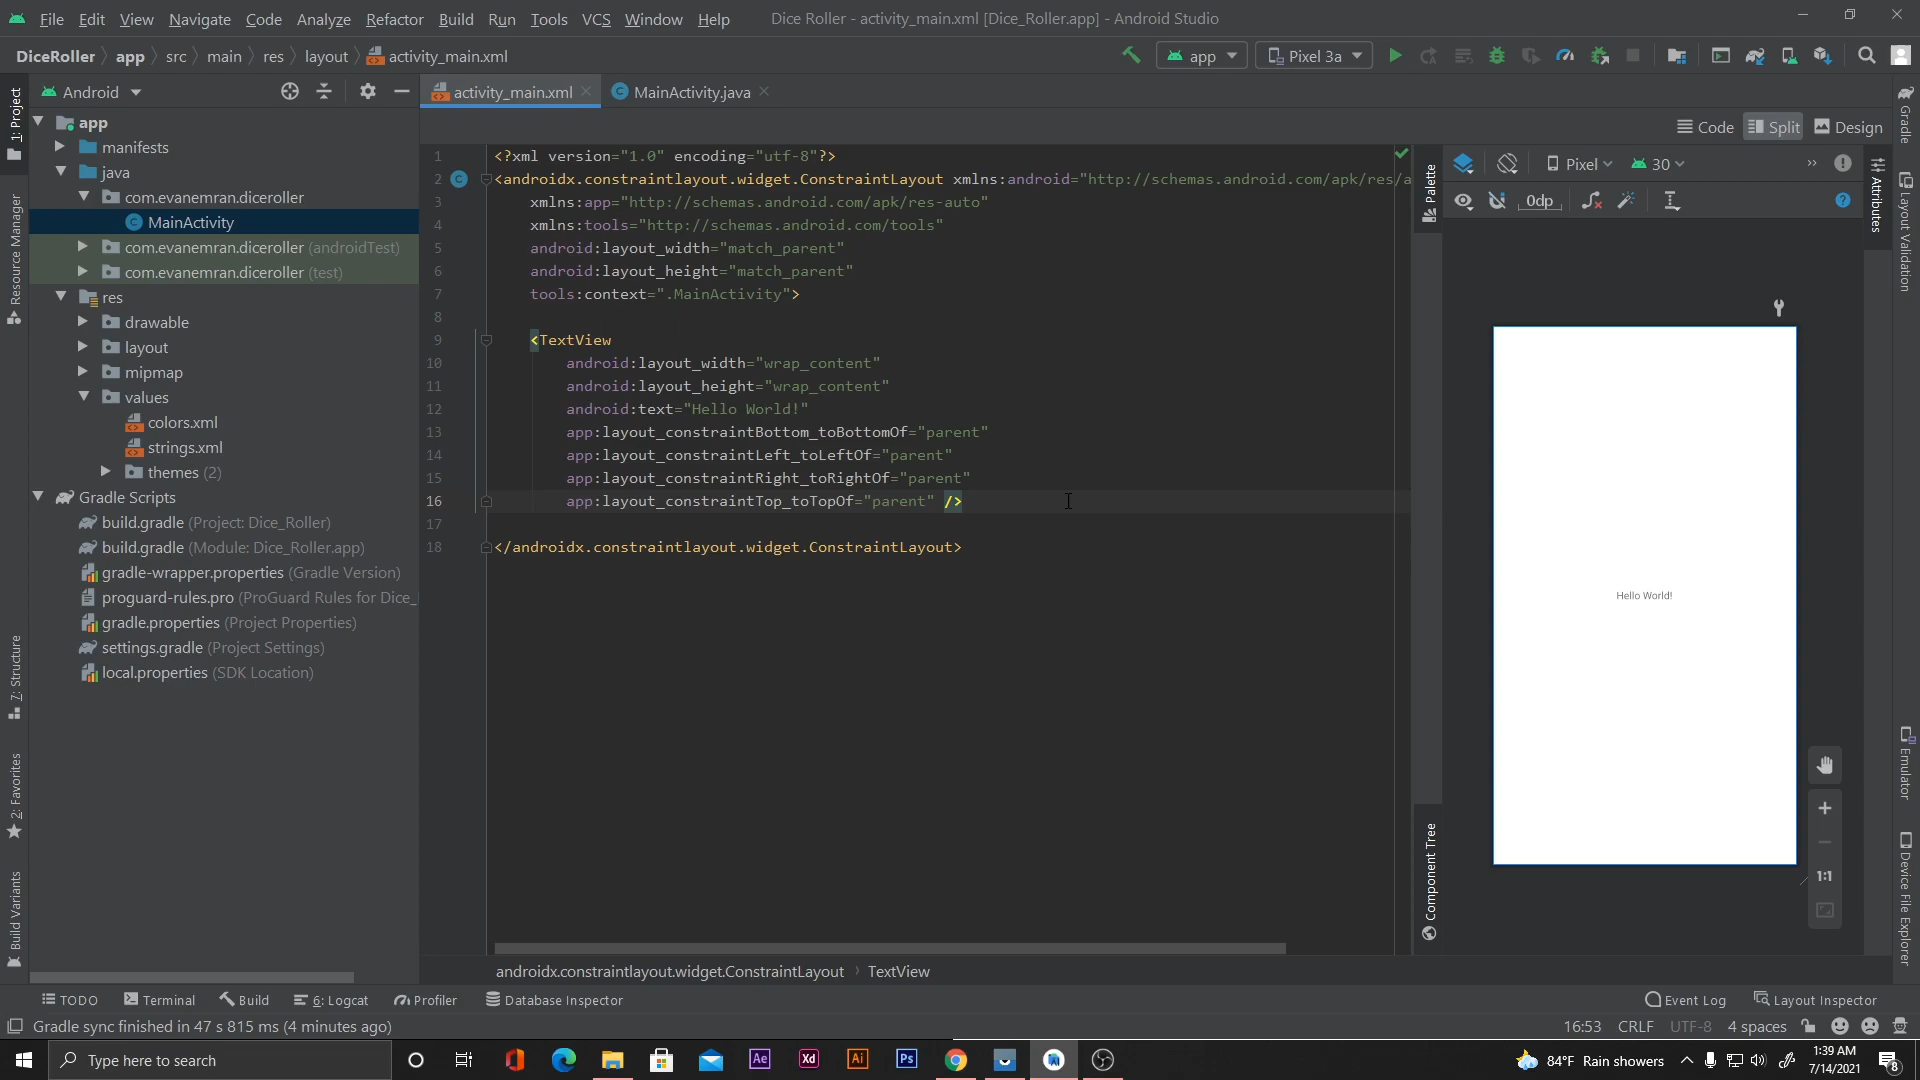 File Edit View Navigate Code Analyze Refactor Build Run Tools VCS Window Help Dice Roller - activity_main.xml [Dice_Roller.app] - Android Studio
DiceRoller app src main res layout activity_main.xml app Pixel 3a
Android activity_main.xml MainActivity.java
Code Split Design
1: Project
Resource Manager
7: Structure
2: Favorites
Build Variants
app
manifests
java
com.evanemran.diceroller
MainActivity
com.evanemran.diceroller (androidTest)
com.evanemran.diceroller (test)
res
drawable
layout
mipmap
values
colors.xml
strings.xml
themes (2)
Gradle Scripts
build.gradle (Project: Dice_Roller)
build.gradle (Module: Dice_Roller.app)
gradle-wrapper.properties (Gradle Version)
proguard-rules.pro (ProGuard Rules for Dice_
gradle.properties (Project Properties)
settings.gradle (Project Settings)
local.properties (SDK Location)
1 <?xml version="1.0" encoding="utf-8"?>
2 C <androidx.constraintlayout.widget.ConstraintLayout xmlns:android="http://schemas.android.com/apk/res/a
3 xmlns:app="http://schemas.android.com/apk/res-auto"
4 xmlns:tools="http://schemas.android.com/tools"
5 android:layout_width="match_parent"
6 android:layout_height="match_parent"
7 tools:context=".MainActivity">
8
9 <TextView
10 android:layout_width="wrap_content"
11 android:layout_height="wrap_content"
12 android:text="Hello World!"
13 app:layout_constraintBottom_toBottomOf="parent"
14 app:layout_constraintLeft_toLeftOf="parent"
15 app:layout_constraintRight_toRightOf="parent"
16 app:layout_constraintTop_toTopOf="parent" />
17
18 </androidx.constraintlayout.widget.ConstraintLayout>
Palette
Component Tree
Pixel 30 »
0dp
Hello World!
1:1
Attributes
Gradle
Layout Validation
Emulator
Device File Explorer
androidx.constraintlayout.widget.ConstraintLayout TextView
TODO Terminal Build 6: Logcat Profiler Database Inspector Event Log Layout Inspector
Gradle sync finished in 47 s 815 ms (4 minutes ago) 16:53 CRLF UTF-8 4 spaces
Type here to search Ae Xd Ai Ps 84°F Rain showers 1:39 AM
7/14/2021 8